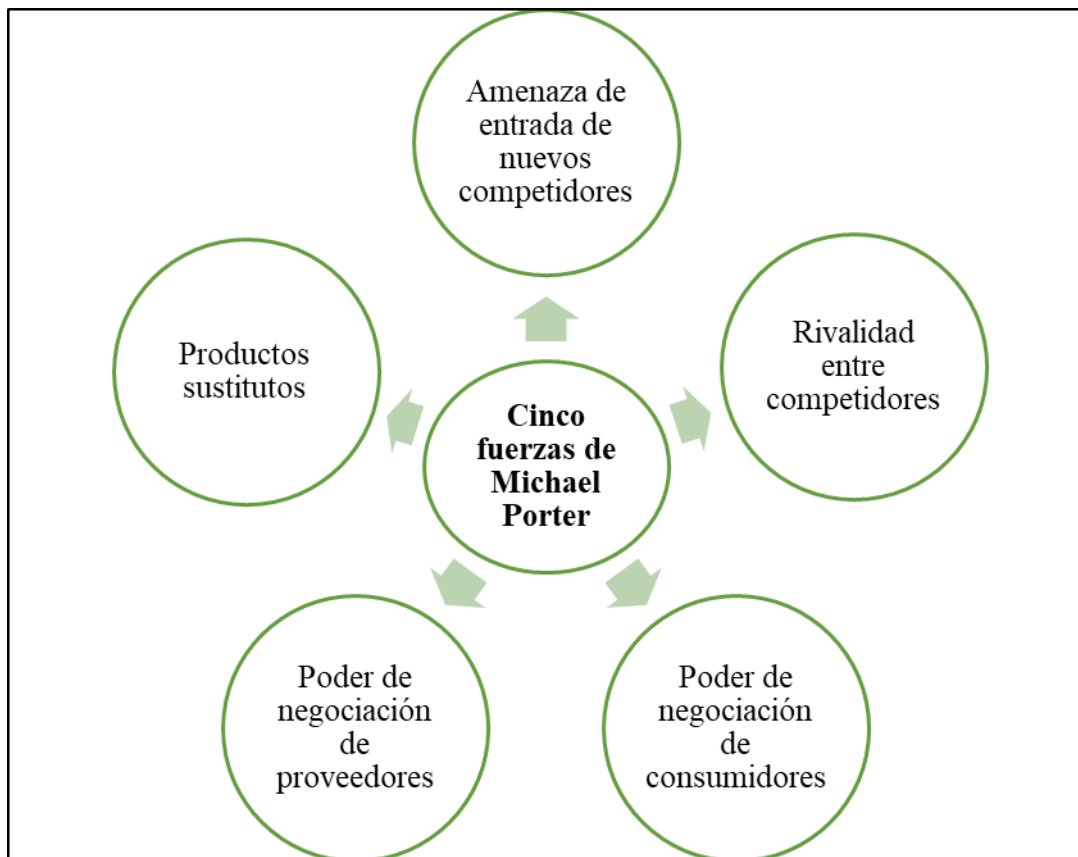 Amenaza de
entrada de
nuevos
competidores
Productos
sustitutos
Rivalidad
entre
competidores
Cinco
fuerzas de
Michael
Porter
Poder de
negociación
de
proveedores
Poder de
negociación
de
consumidores